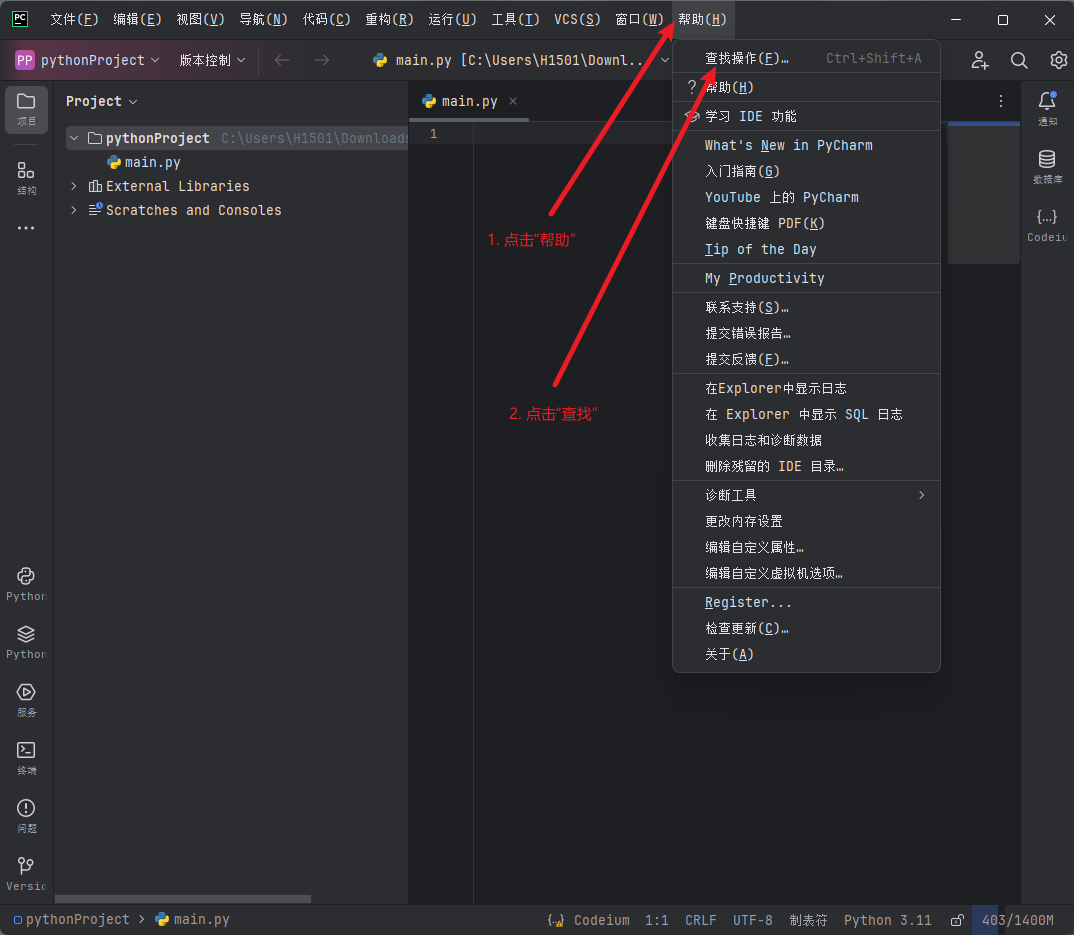 PC 文件(F) 编辑(E) 视图(V) 导航(N) 代码(C) 重构(R) 运行(U) 工具(T) VCS(S) 窗口(W) 帮助(H)
PP pythonProject 版本控制 main.py [C:\Users\H1501\Downl...
项目
结构
Python
Python
服务
终端
问题
Versic
Project
pythonProject C:\Users\H1501\Downloads
main.py
External Libraries
Scratches and Consoles
main.py
1
1. 点击“帮助”
2. 点击“查找”
查找操作(F)… Ctrl+Shift+A
? 帮助(H)
学习 IDE 功能
What's New in PyCharm
入门指南(G)
YouTube 上的 PyCharm
键盘快捷键 PDF(K)
Tip of the Day
My Productivity
联系支持(S)…
提交错误报告…
提交反馈(F)…
在Explorer中显示日志
在 Explorer 中显示 SQL 日志
收集日志和诊断数据
删除残留的 IDE 目录…
诊断工具
更改内存设置
编辑自定义属性…
编辑自定义虚拟机选项…
Register...
检查更新(C)…
关于(A)
通知
数据库
{...}
Codeiu
pythonProject > main.py {...} Codeium 1:1 CRLF UTF-8 制表符 Python 3.11 403/1400M